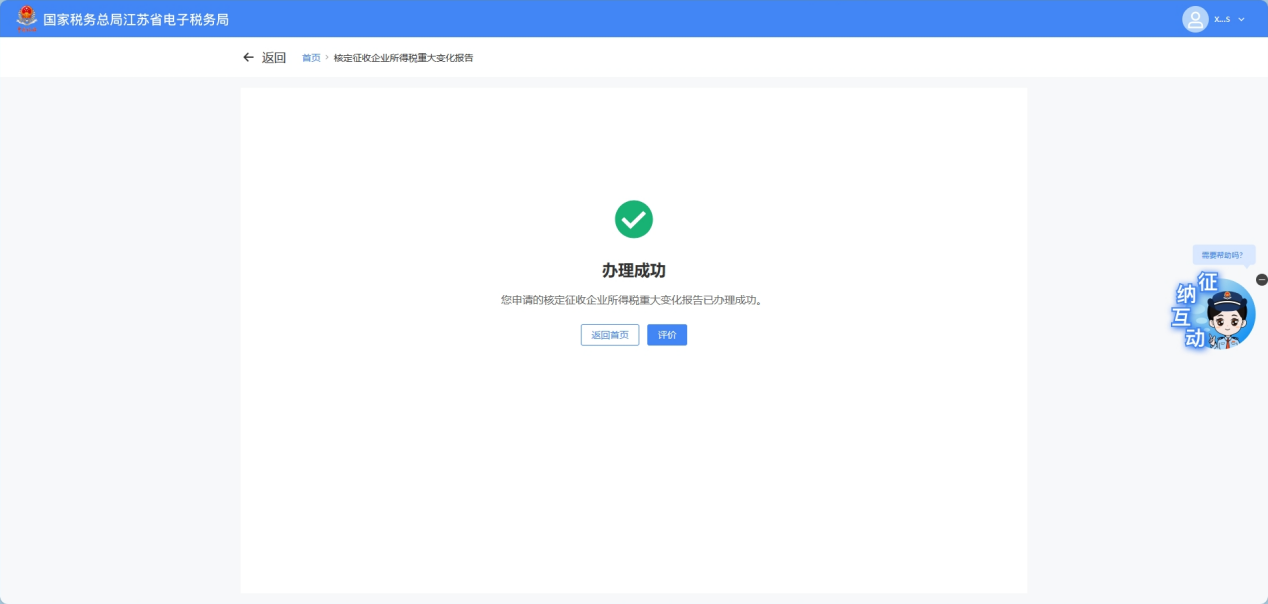 国家税务总局江苏省电子税务局
x...s
返回 首页 > 核定征收企业所得税重大变化报告
办理成功
您申请的核定征收企业所得税重大变化报告已办理成功。
返回首页 评价
需要帮助吗?
征纳互动